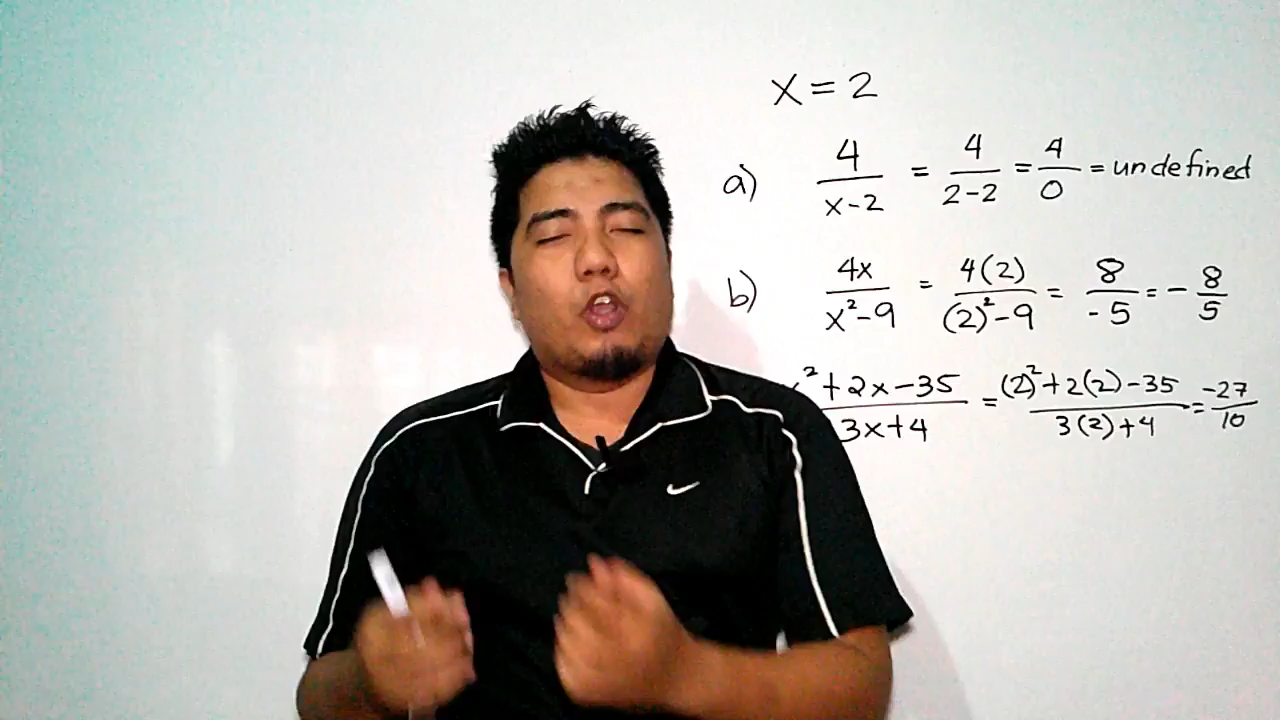 x = 2
a) 4/(x-2) = 4/(2-2) = 4/0 = undefined
b) 4x/(x²-9) = 4(2)/((2)²-9) = 8/-5 = -8/5
² + 2x - 35/(3x+4) = ((2)² + 2(2) - 35)/(3(2)+4) = -27/10